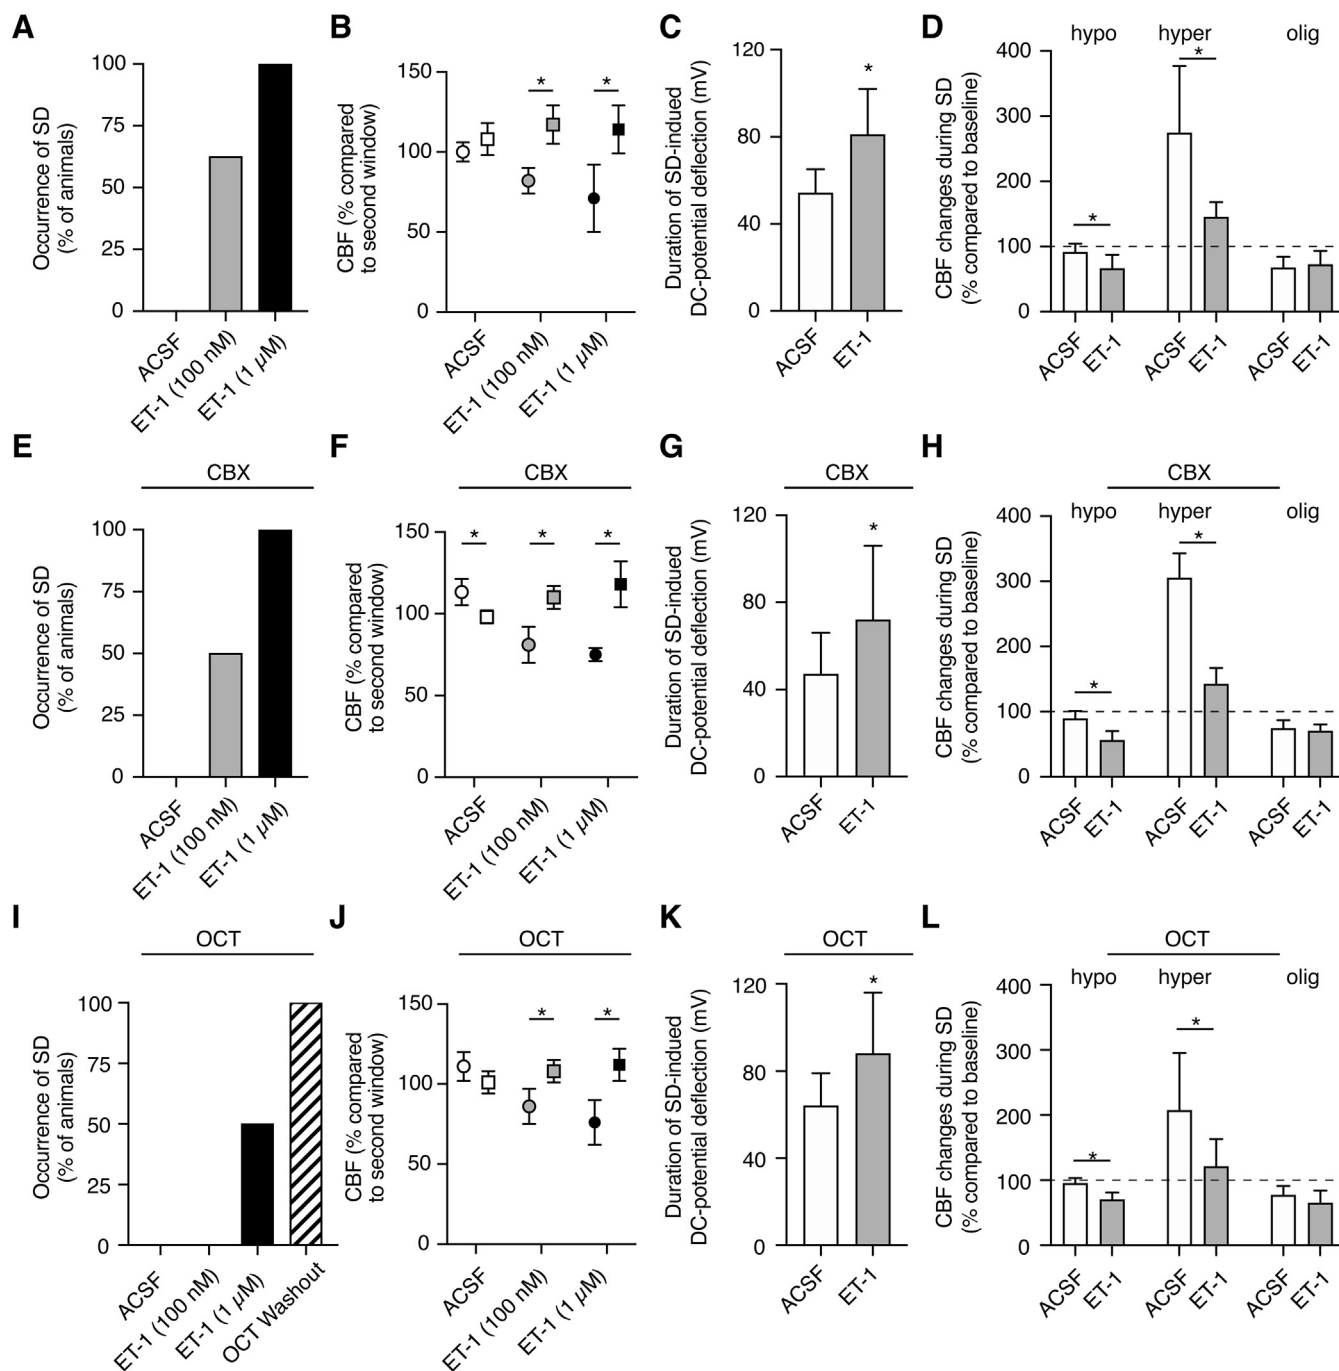 A
Occurrence of SD
(% of animals)
100
75
50
25
0
ACSF
ET-1 (100 nM)
ET-1 (1 µM)
B
CBF (% compared
to second window)
150
100
50
0
*
*
ACSF
ET-1 (100 nM)
ET-1 (1 µM)
C
Duration of SD-indued
DC-potential deflection (mV)
120
80
40
0
*
ACSF
ET-1
D
CBF changes during SD
(% compared to baseline)
hypo hyper olig
400
300
200
100
0
*
*
ACSF
ET-1
ACSF
ET-1
ACSF
ET-1
E
CBX
Occurrence of SD
(% of animals)
100
75
50
25
0
ACSF
ET-1 (100 nM)
ET-1 (1 µM)
F
CBX
CBF (% compared
to second window)
150
100
50
0
*
*
*
ACSF
ET-1 (100 nM)
ET-1 (1 µM)
G
CBX
Duration of SD-indued
DC-potential deflection (mV)
120
80
40
0
*
ACSF
ET-1
H
CBX
CBF changes during SD
(% compared to baseline)
hypo hyper olig
400
300
200
100
0
*
*
ACSF
ET-1
ACSF
ET-1
ACSF
ET-1
I
OCT
Occurrence of SD
(% of animals)
100
75
50
25
0
ACSF
ET-1 (100 nM)
ET-1 (1 µM)
OCT Washout
J
OCT
CBF (% compared
to second window)
150
100
50
0
*
*
ACSF
ET-1 (100 nM)
ET-1 (1 µM)
K
OCT
Duration of SD-indued
DC-potential deflection (mV)
120
80
40
0
*
ACSF
ET-1
L
OCT
CBF changes during SD
(% compared to baseline)
hypo hyper olig
400
300
200
100
0
*
*
ACSF
ET-1
ACSF
ET-1
ACSF
ET-1